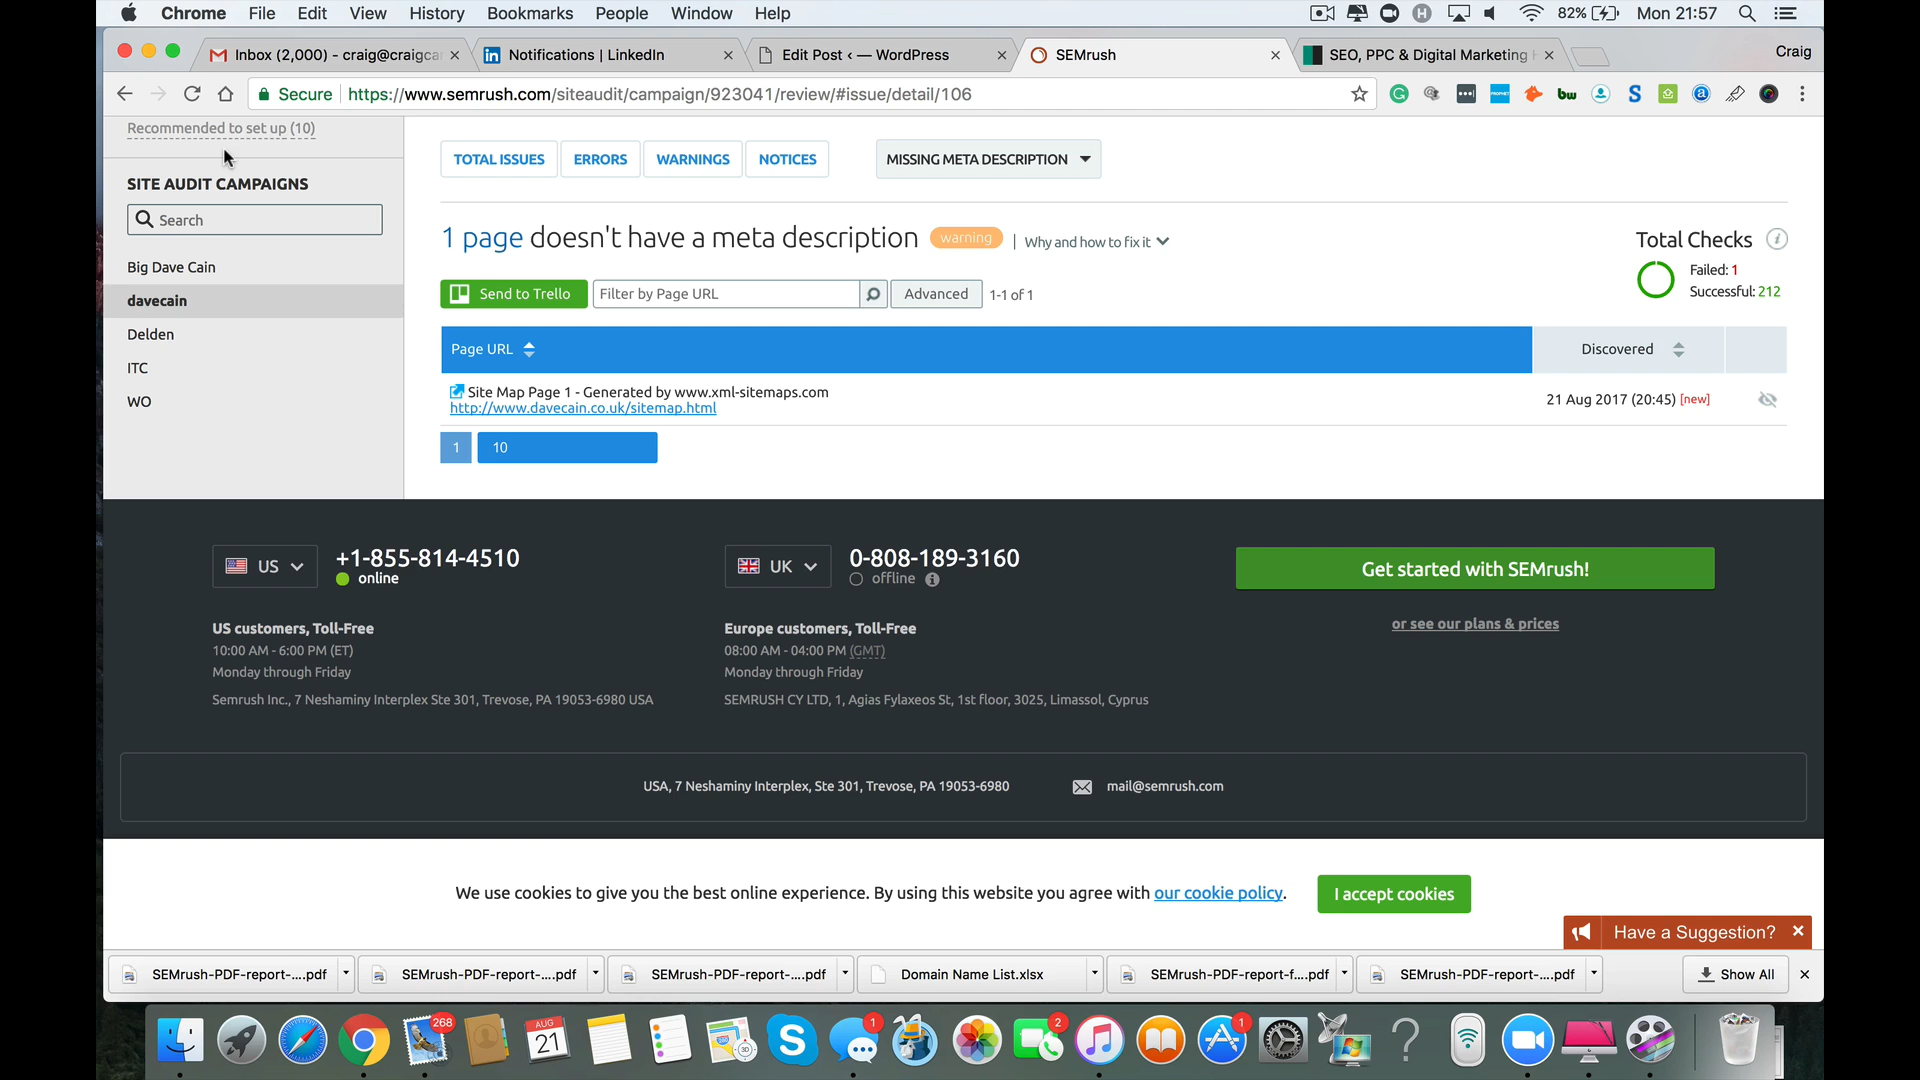 Chrome File Edit View History Bookmarks People Window Help 82% Mon 21:57
Inbox (2,000) - craig@craigca
Notifications | LinkedIn
Edit Post ‹ — WordPress
SEMrush
SEO, PPC & Digital Marketing
Craig
Secure https://www.semrush.com/siteaudit/campaign/923041/review/#issue/detail/106
Recommended to set up (10)
SITE AUDIT CAMPAIGNS
Search
Big Dave Cain
davecain
Delden
ITC
WO
TOTAL ISSUES ERRORS WARNINGS NOTICES MISSING META DESCRIPTION
1 page doesn't have a meta description warning | Why and how to fix it
Total Checks
Failed: 1
Successful: 212
Send to Trello Filter by Page URL Advanced 1-1 of 1
Page URL Discovered
Site Map Page 1 - Generated by www.xml-sitemaps.com
http://www.davecain.co.uk/sitemap.html
21 Aug 2017 (20:45) [new]
1 10
US +1-855-814-4510
online
US customers, Toll-Free
10:00 AM - 6:00 PM (ET)
Monday through Friday
Semrush Inc., 7 Neshaminy Interplex Ste 301, Trevose, PA 19053-6980 USA
UK 0-808-189-3160
offline
Europe customers, Toll-Free
08:00 AM - 04:00 PM (GMT)
Monday through Friday
SEMRUSH CY LTD, 1, Agias Fylaxeos St, 1st floor, 3025, Limassol, Cyprus
Get started with SEMrush!
or see our plans & prices
USA, 7 Neshaminy Interplex, Ste 301, Trevose, PA 19053-6980 mail@semrush.com
We use cookies to give you the best online experience. By using this website you agree with our cookie policy. I accept cookies
Have a Suggestion?
SEMrush-PDF-report-....pdf SEMrush-PDF-report-....pdf SEMrush-PDF-report-....pdf Domain Name List.xlsx SEMrush-PDF-report-f....pdf SEMrush-PDF-report-....pdf Show All
268 AUG 21 3D 1 2 1